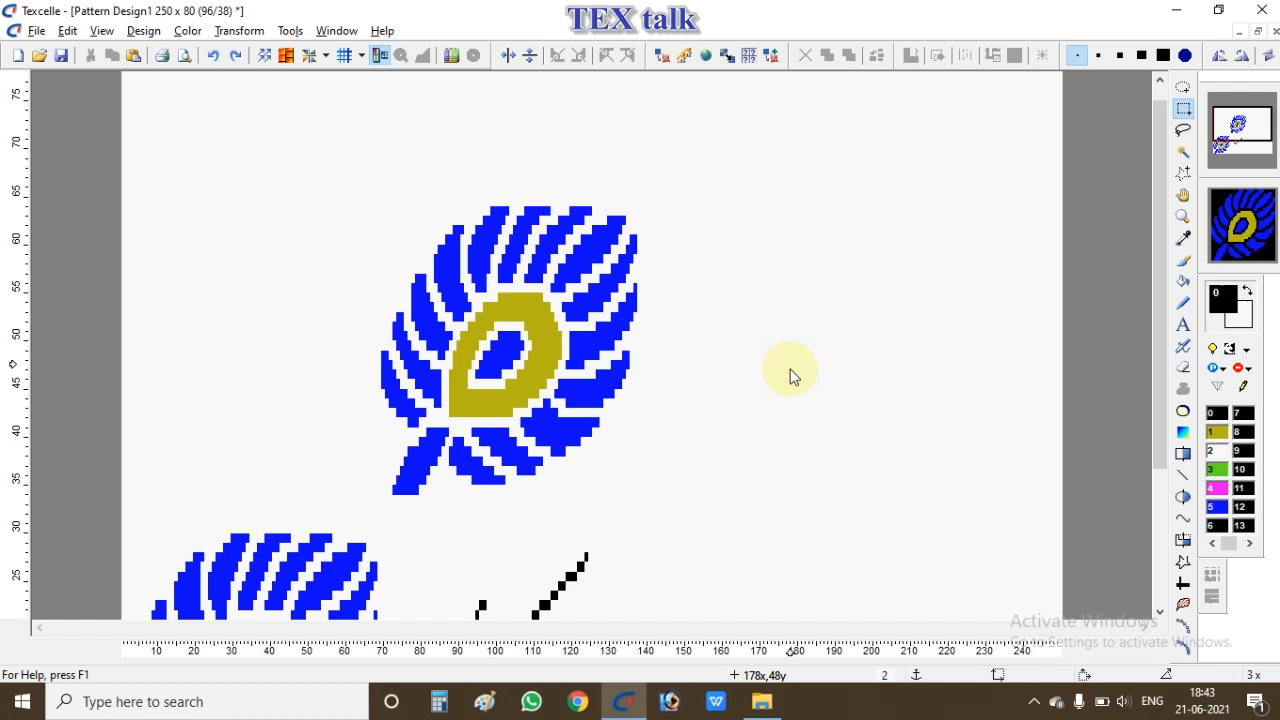 Texcelle - [Pattern Design1 250 x 80 (96/38) *]
TEX talk
File Edit View Design Color Transform Tools Window Help
75
70
65
60
55
50
45
40
35
30
25
0
0 7
1 8
2 9
3 10
4 11
5 12
6 13
Activate Windows
Go to Settings to activate Windows.
10 20 30 40 50 60 70 80 90 100 110 120 130 140 150 160 170 180 190 200 210 220 230 240
For Help, press F1
178x,48y
2
3 x
Type here to search
ENG
18:43
21-06-2021
1